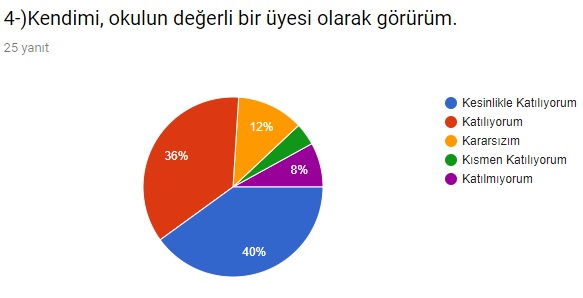 4-)Kendimi, okulun değerli bir üyesi olarak görürüm.
25 yanıt
Kesinlikle Katılıyorum
Katılıyorum
Kararsızım
Kısmen Katılıyorum
Katılmıyorum
12%
36%
8%
40%